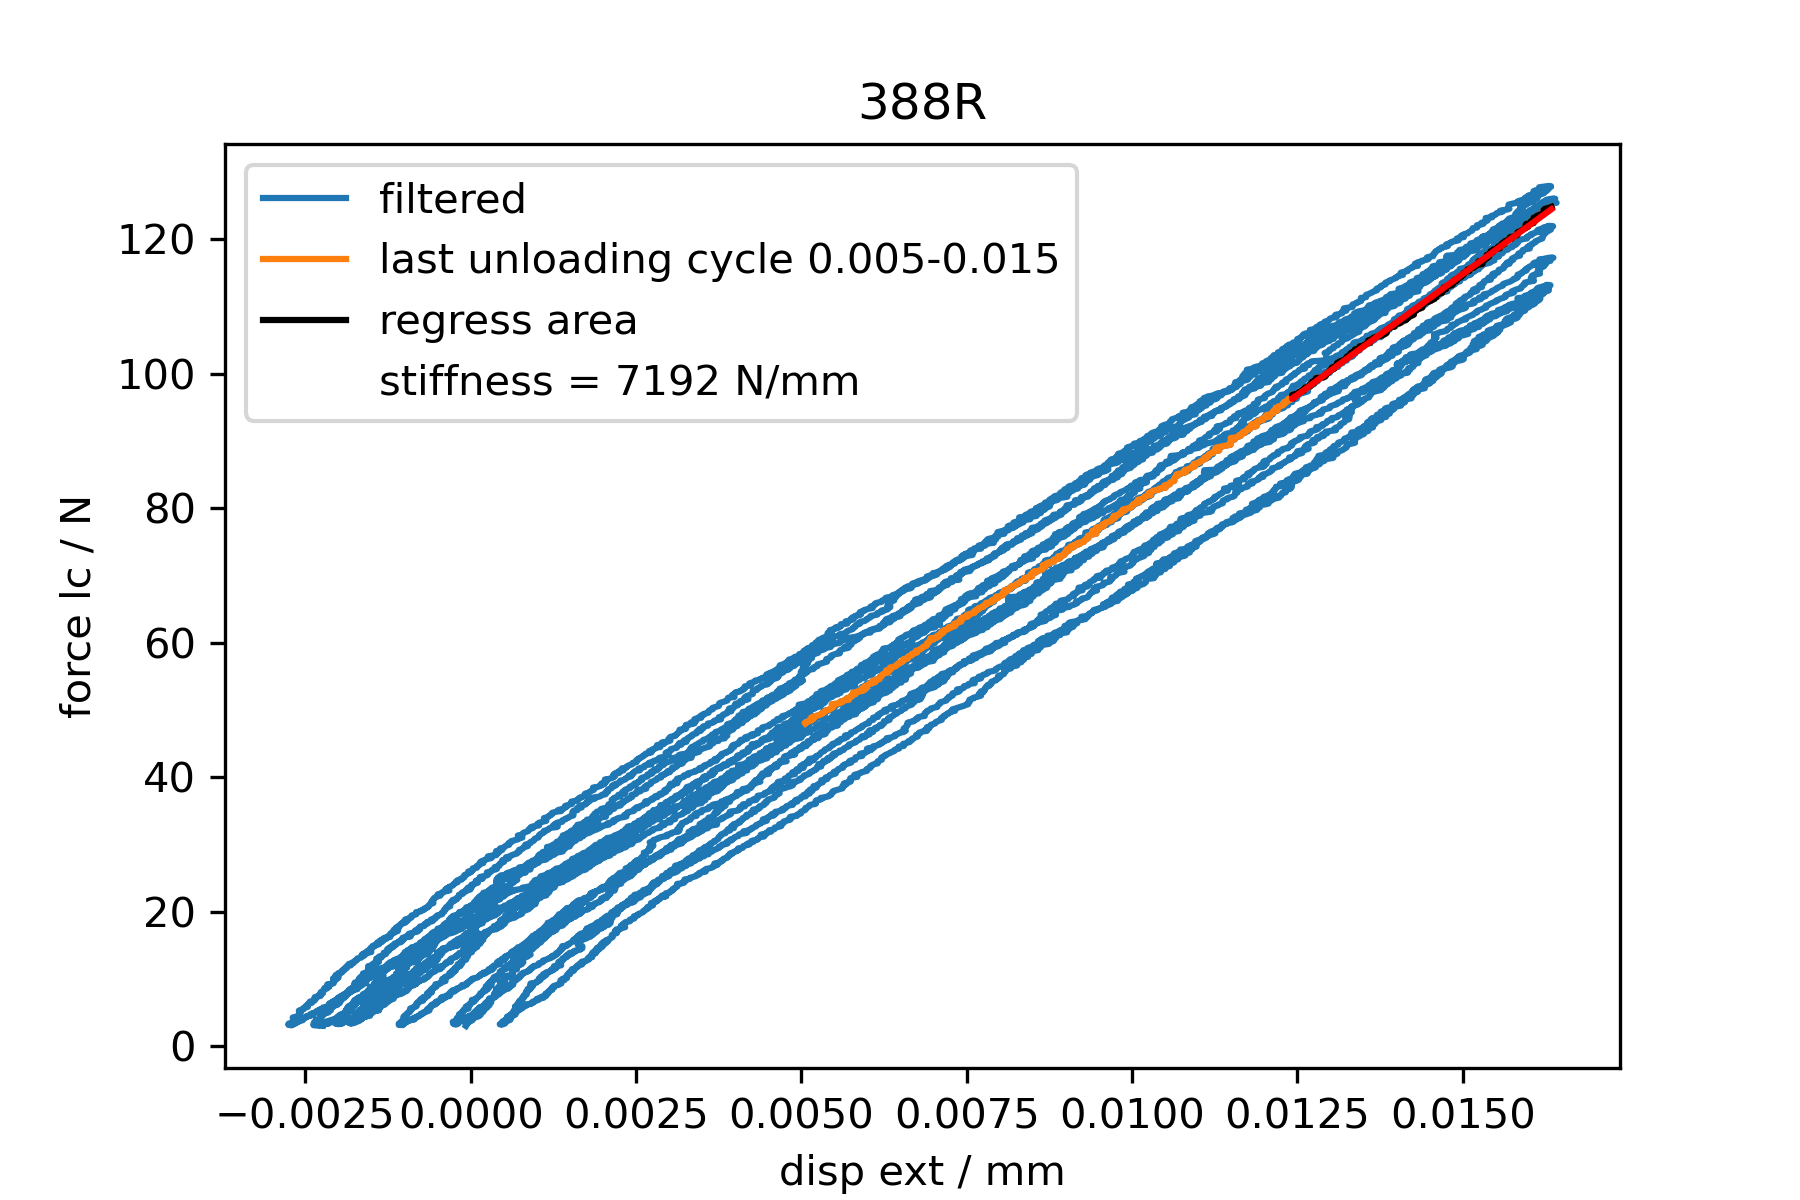 388R
filtered
last unloading cycle 0.005-0.015
regress area
stiffness = 7192 N/mm
120
100
80
60
40
20
0
force lc / N
−0.0025 0.0000 0.0025 0.0050 0.0075 0.0100 0.0125 0.0150
disp ext / mm